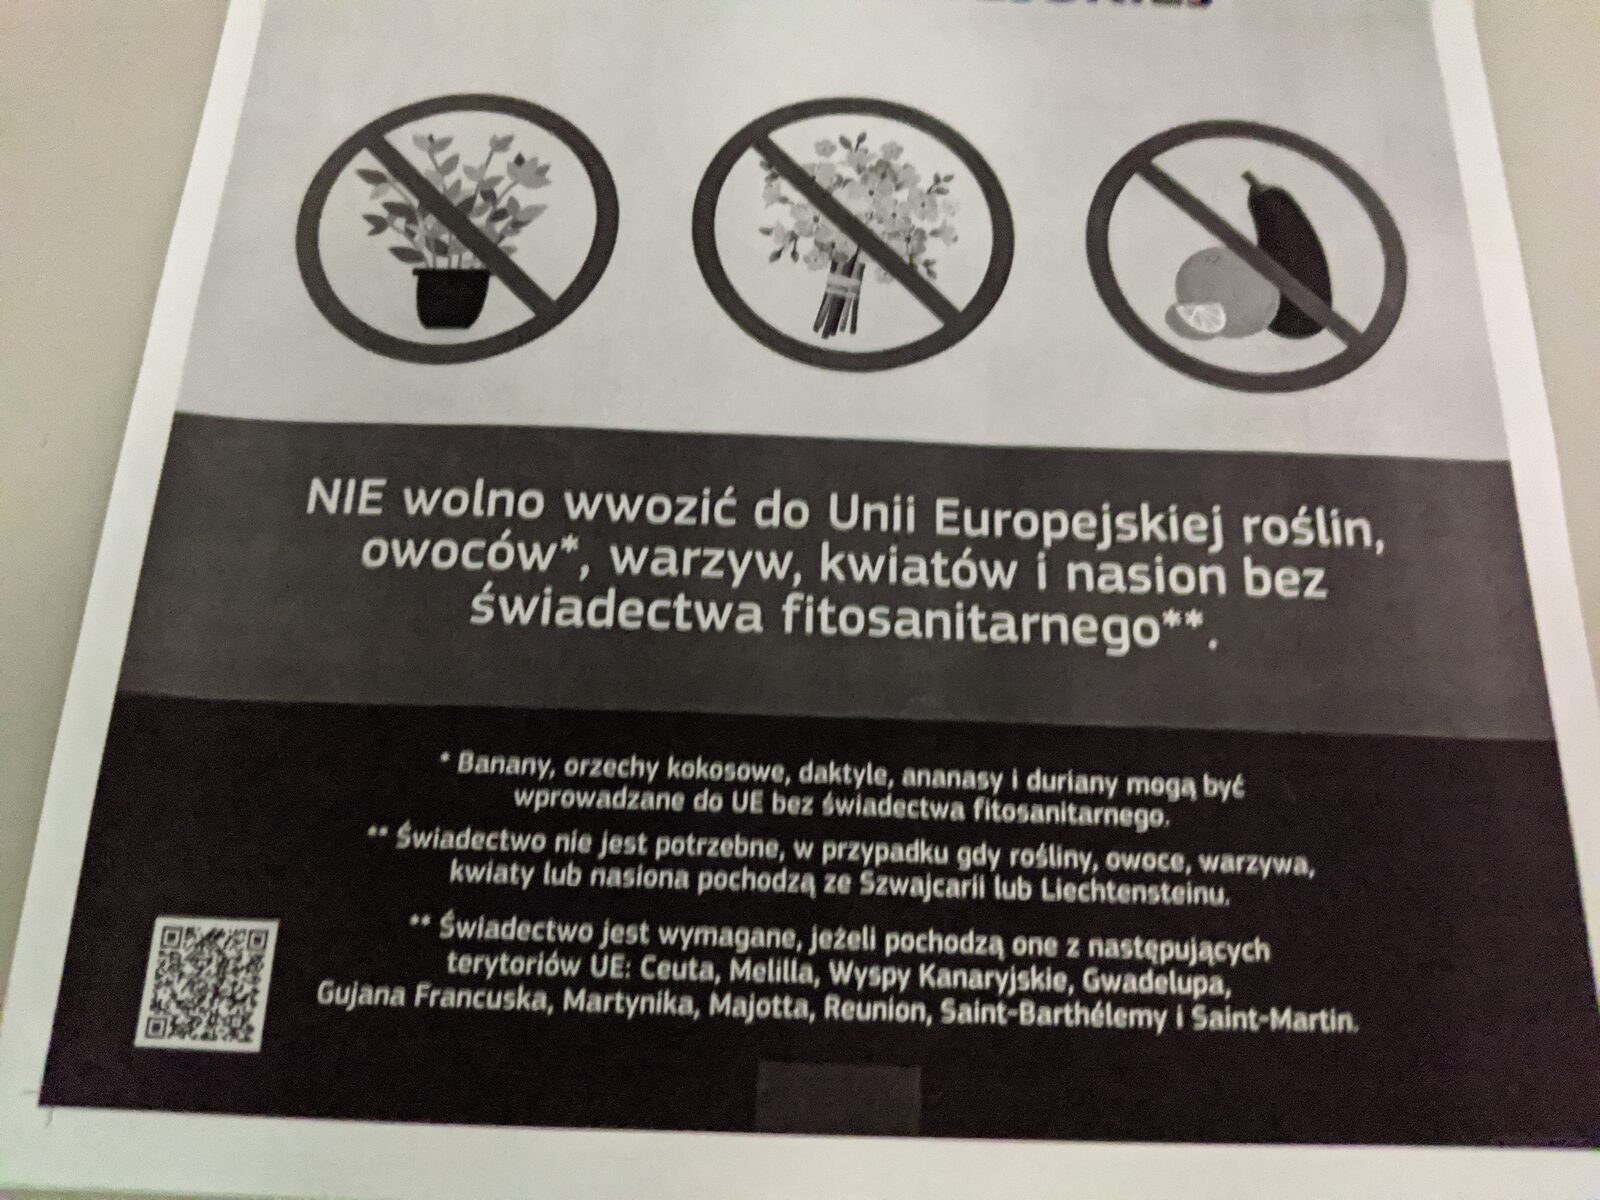 NIE wolno wwozić do Unii Europejskiej roślin,
owoców*, warzyw, kwiatów i nasion bez
świadectwa fitosanitarnego**.
* Banany, orzechy kokosowe, daktyle, ananasy i duriany mogą być
wprowadzane do UE bez świadectwa fitosanitarnego.
** Świadectwo nie jest potrzebne, w przypadku gdy rośliny, owoce, warzywa,
kwiaty lub nasiona pochodzą ze Szwajcarii lub Liechtensteinu.
** Świadectwo jest wymagane, jeżeli pochodzą one z następujących
terytoriów UE: Ceuta, Melilla, Wyspy Kanaryjskie, Gwadelupa,
Gujana Francuska, Martynika, Majotta, Reunion, Saint-Barthélemy i Saint-Martin.